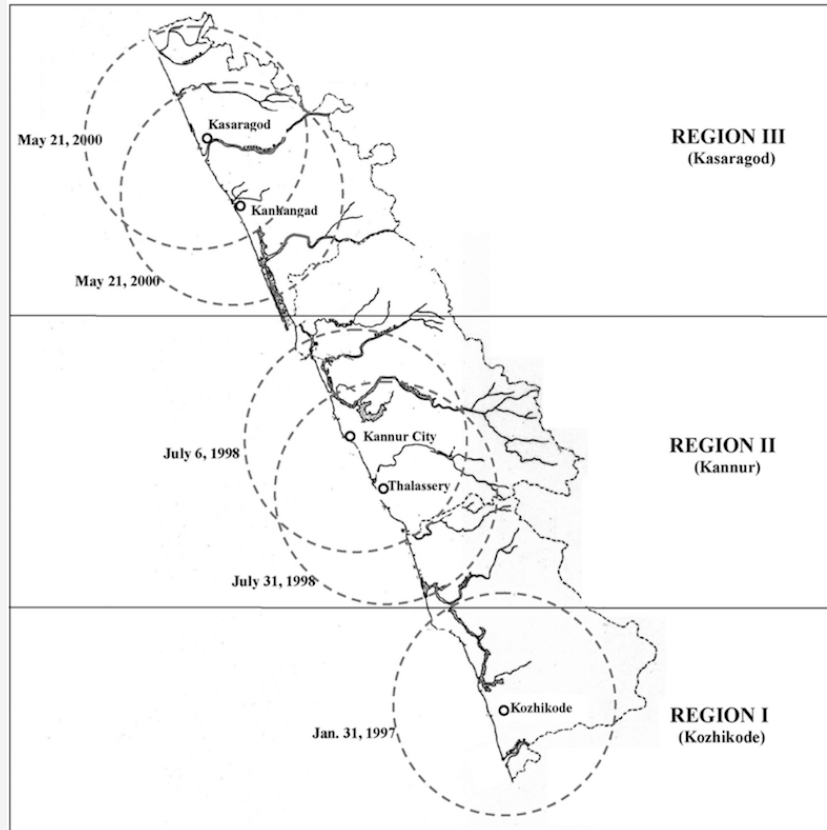 REGION III
(Kasaragod)
Kasaragod
May 21, 2000
Kanhangad
May 21, 2000
REGION II
(Kannur)
Kannur City
July 6, 1998
Thalassery
July 31, 1998
REGION I
(Kozhikode)
Kozhikode
Jan. 31, 1997